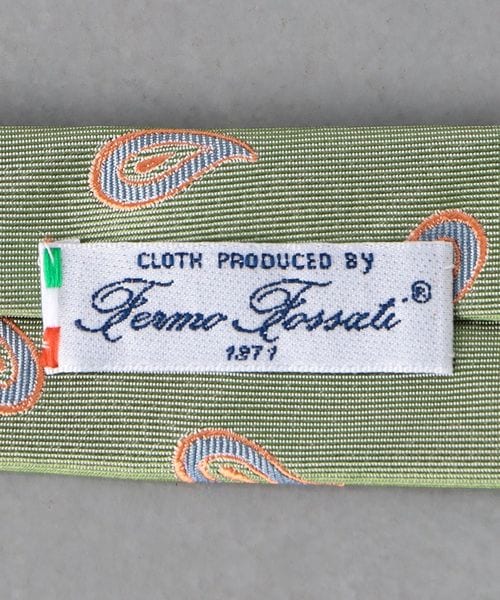 CLOTH PRODUCED BY
Fermo Fossati®
1971